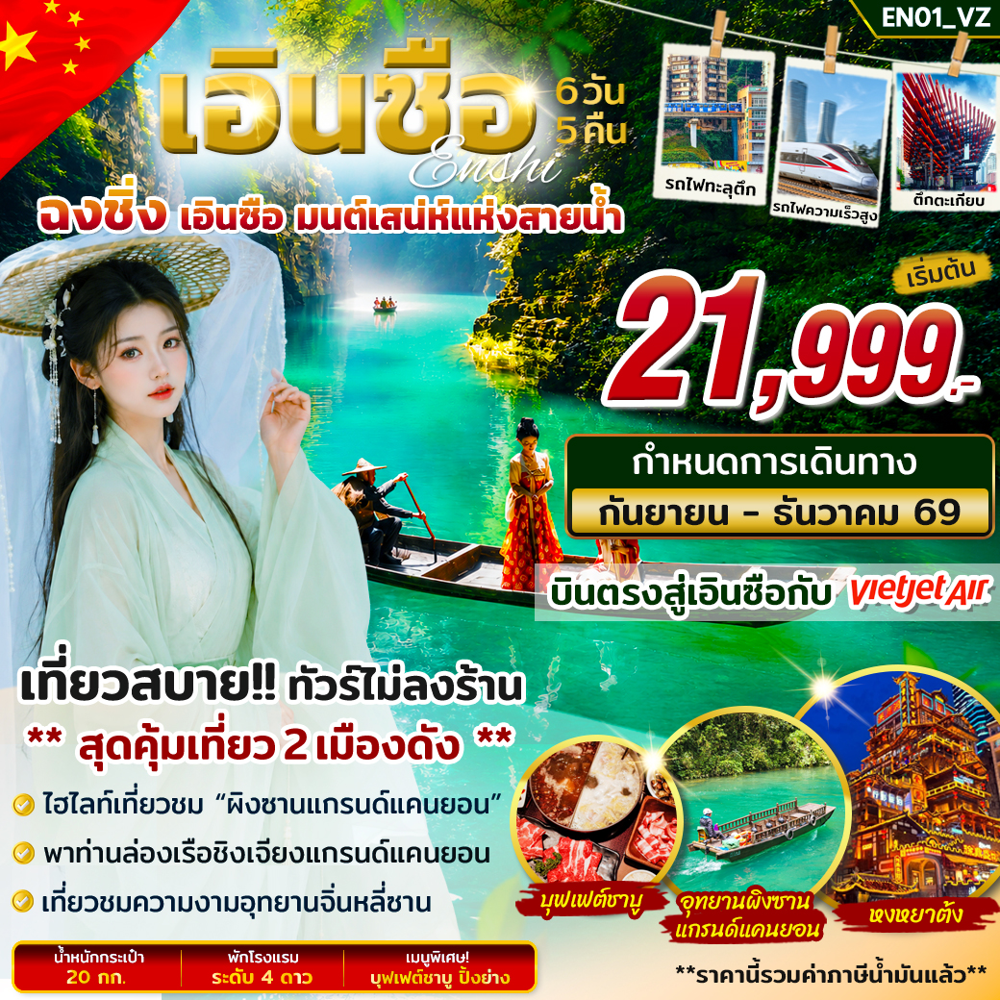 EN01_VZ
เอินซือ
6 วัน
5 คืน
Enshi
รถไฟทะลุตึก
รถไฟความเร็วสูง
ตึกตะเกียบ
ฉงชิ่ง เอินซือ มนต์เสน่ห์แห่งสายน้ำ
เริ่มต้น
21,999.-
กำหนดการเดินทาง
กันยายน - ธันวาคม 69
บินตรงสู่เอินซือกับ vietjet Air
เที่ยวสบาย!! ทัวร์ไม่ลงร้าน
** สุดคุ้มเที่ยว 2 เมืองดัง **
ไฮไลท์เที่ยวชม “ผิงซานแกรนด์แคนยอน”
พาท่านล่องเรือชิงเจียงแกรนด์แคนยอน
เที่ยวชมความงามอุทยานจิ่นหลี่ซาน
บุฟเฟต์ชาบู
อุทยานผิงซาน
แกรนด์แคนยอน
หงหยาต้ง
น้ำหนักกระเป๋า
20 กก.
พักโรงแรม
ระดับ 4 ดาว
เมนูพิเศษ!
บุฟเฟต์ชาบู ปิ้งย่าง
**ราคานี้รวมค่าภาษีน้ำมันแล้ว**